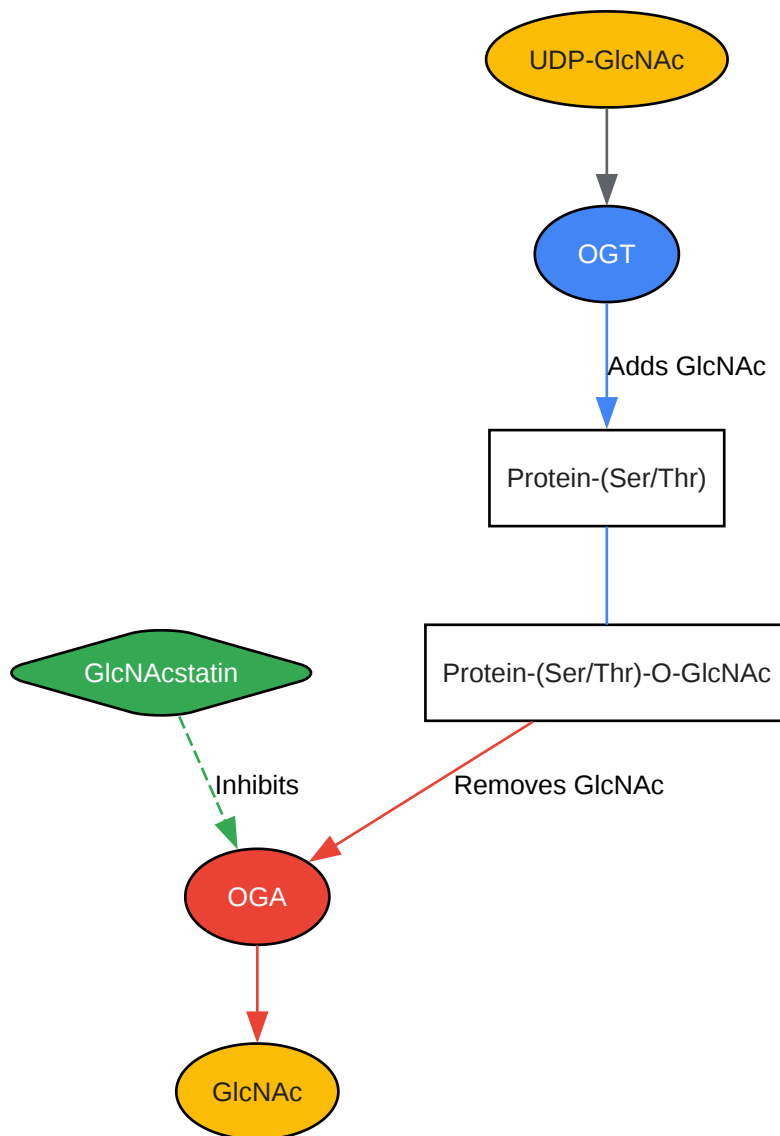 UDP-GlcNAc
OGT
Adds GlcNAc
Protein-(Ser/Thr)
GlcNAcstatin
Protein-(Ser/Thr)-O-GlcNAc
Inhibits
Removes GlcNAc
OGA
GlcNAc